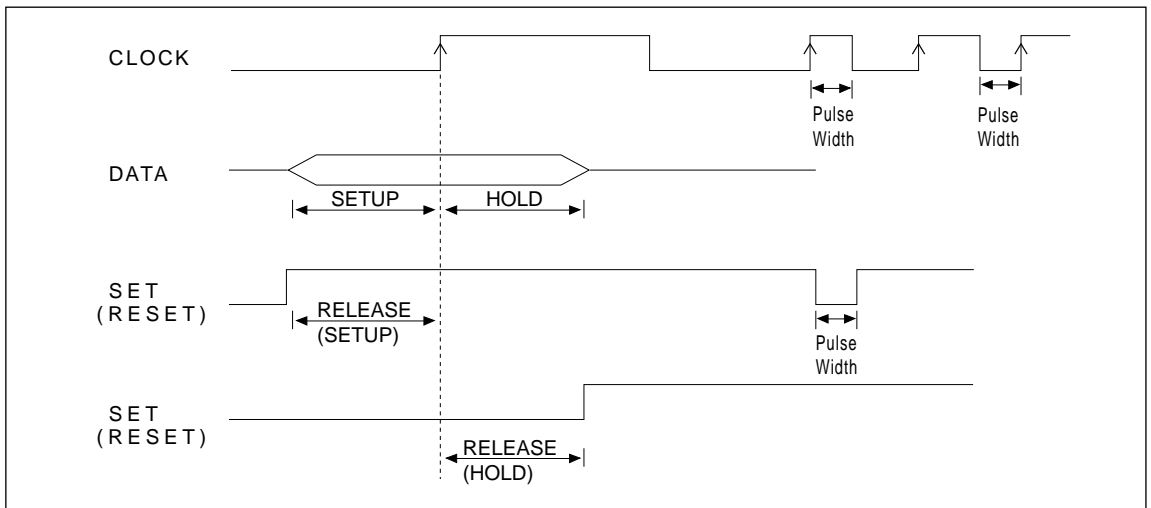 CLOCK
Pulse
Width
Pulse
Width
DATA
SETUP
HOLD
SET
(RESET)
RELEASE
(SETUP)
Pulse
Width
SET
(RESET)
RELEASE
(HOLD)